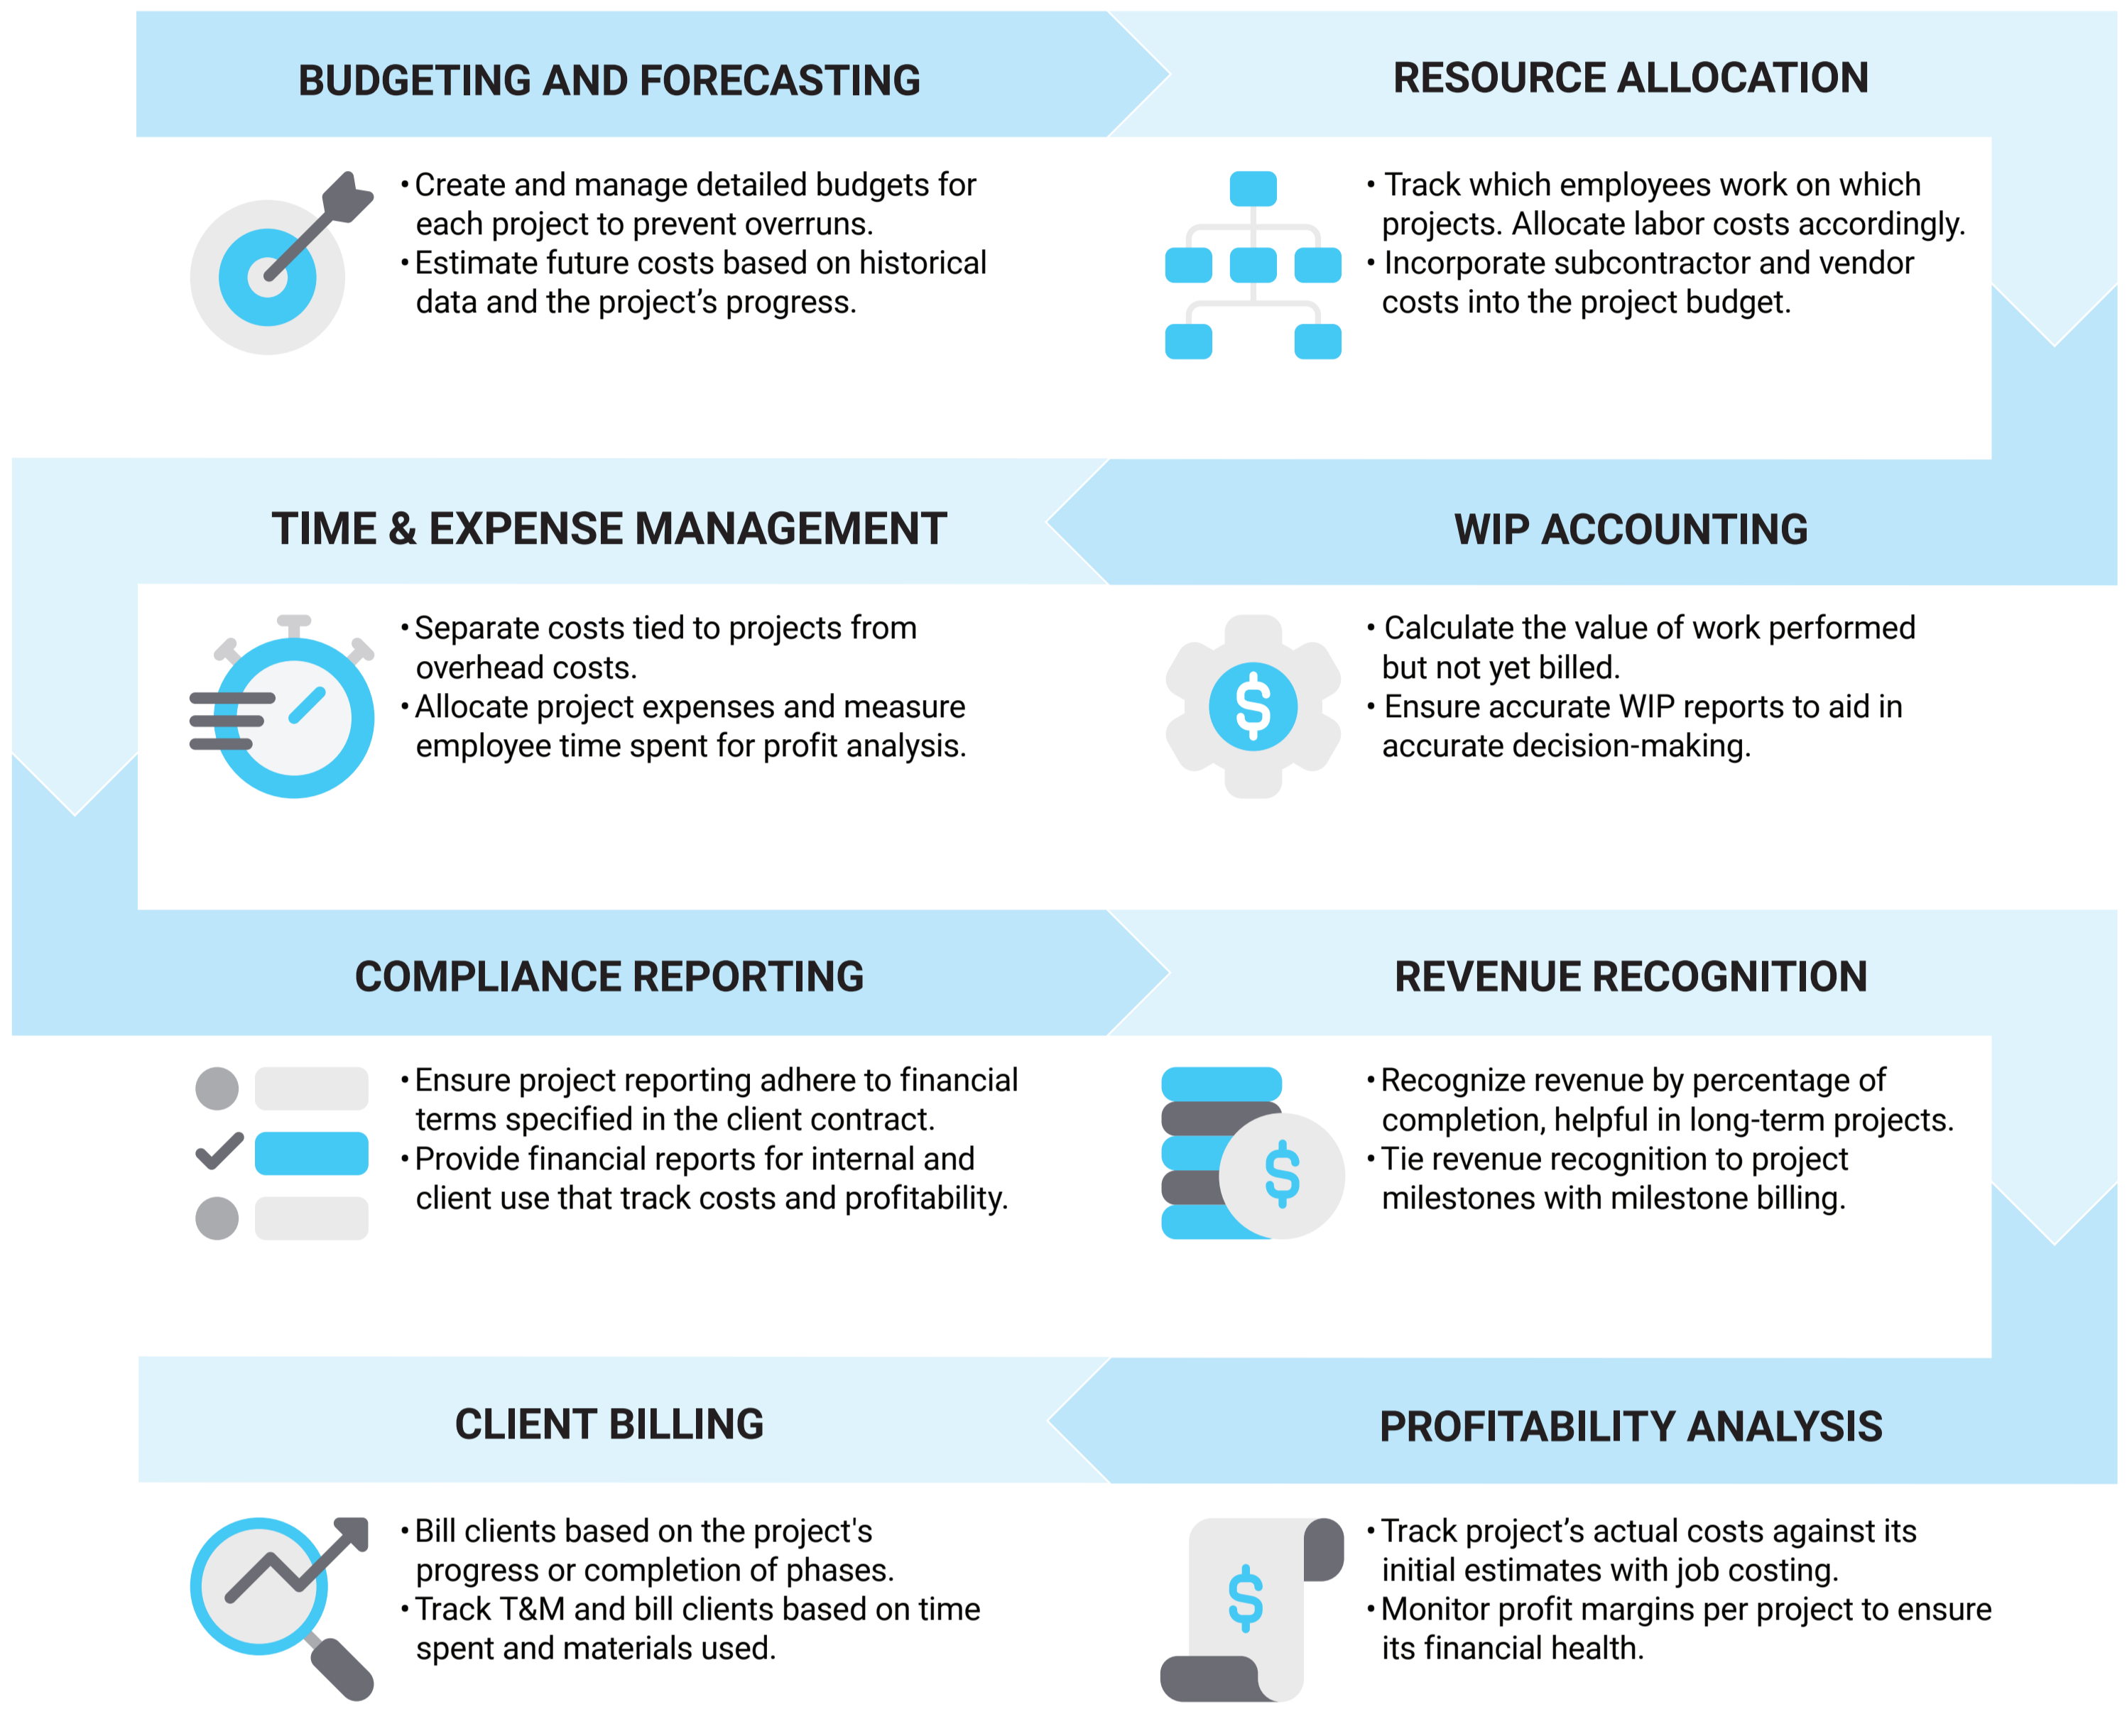 BUDGETING AND FORECASTING
• Create and manage detailed budgets for
each project to prevent overruns.
• Estimate future costs based on historical
data and the project’s progress.
RESOURCE ALLOCATION
• Track which employees work on which
projects. Allocate labor costs accordingly.
• Incorporate subcontractor and vendor
costs into the project budget.
WIP ACCOUNTING
• Calculate the value of work performed
but not yet billed.
• Ensure accurate WIP reports to aid in
accurate decision-making.
TIME & EXPENSE MANAGEMENT
• Separate costs tied to projects from
overhead costs.
• Allocate project expenses and measure
employee time spent for profit analysis.
COMPLIANCE REPORTING
• Ensure project reporting adhere to financial
terms specified in the client contract.
• Provide financial reports for internal and
client use that track costs and profitability.
REVENUE RECOGNITION
• Recognize revenue by percentage of
completion, helpful in long-term projects.
• Tie revenue recognition to project
milestones with milestone billing.
PROFITABILITY ANALYSIS
• Track project’s actual costs against its
initial estimates with job costing.
• Monitor profit margins per project to ensure
its financial health.
CLIENT BILLING
• Bill clients based on the project's
progress or completion of phases.
• Track T&M and bill clients based on time
spent and materials used.